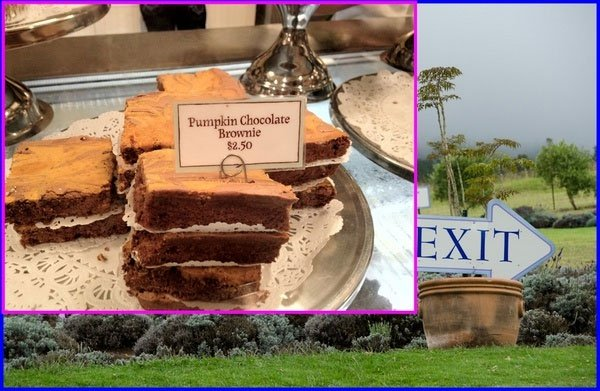 Pumpkin Chocolate
Brownie
$2.50
EXIT